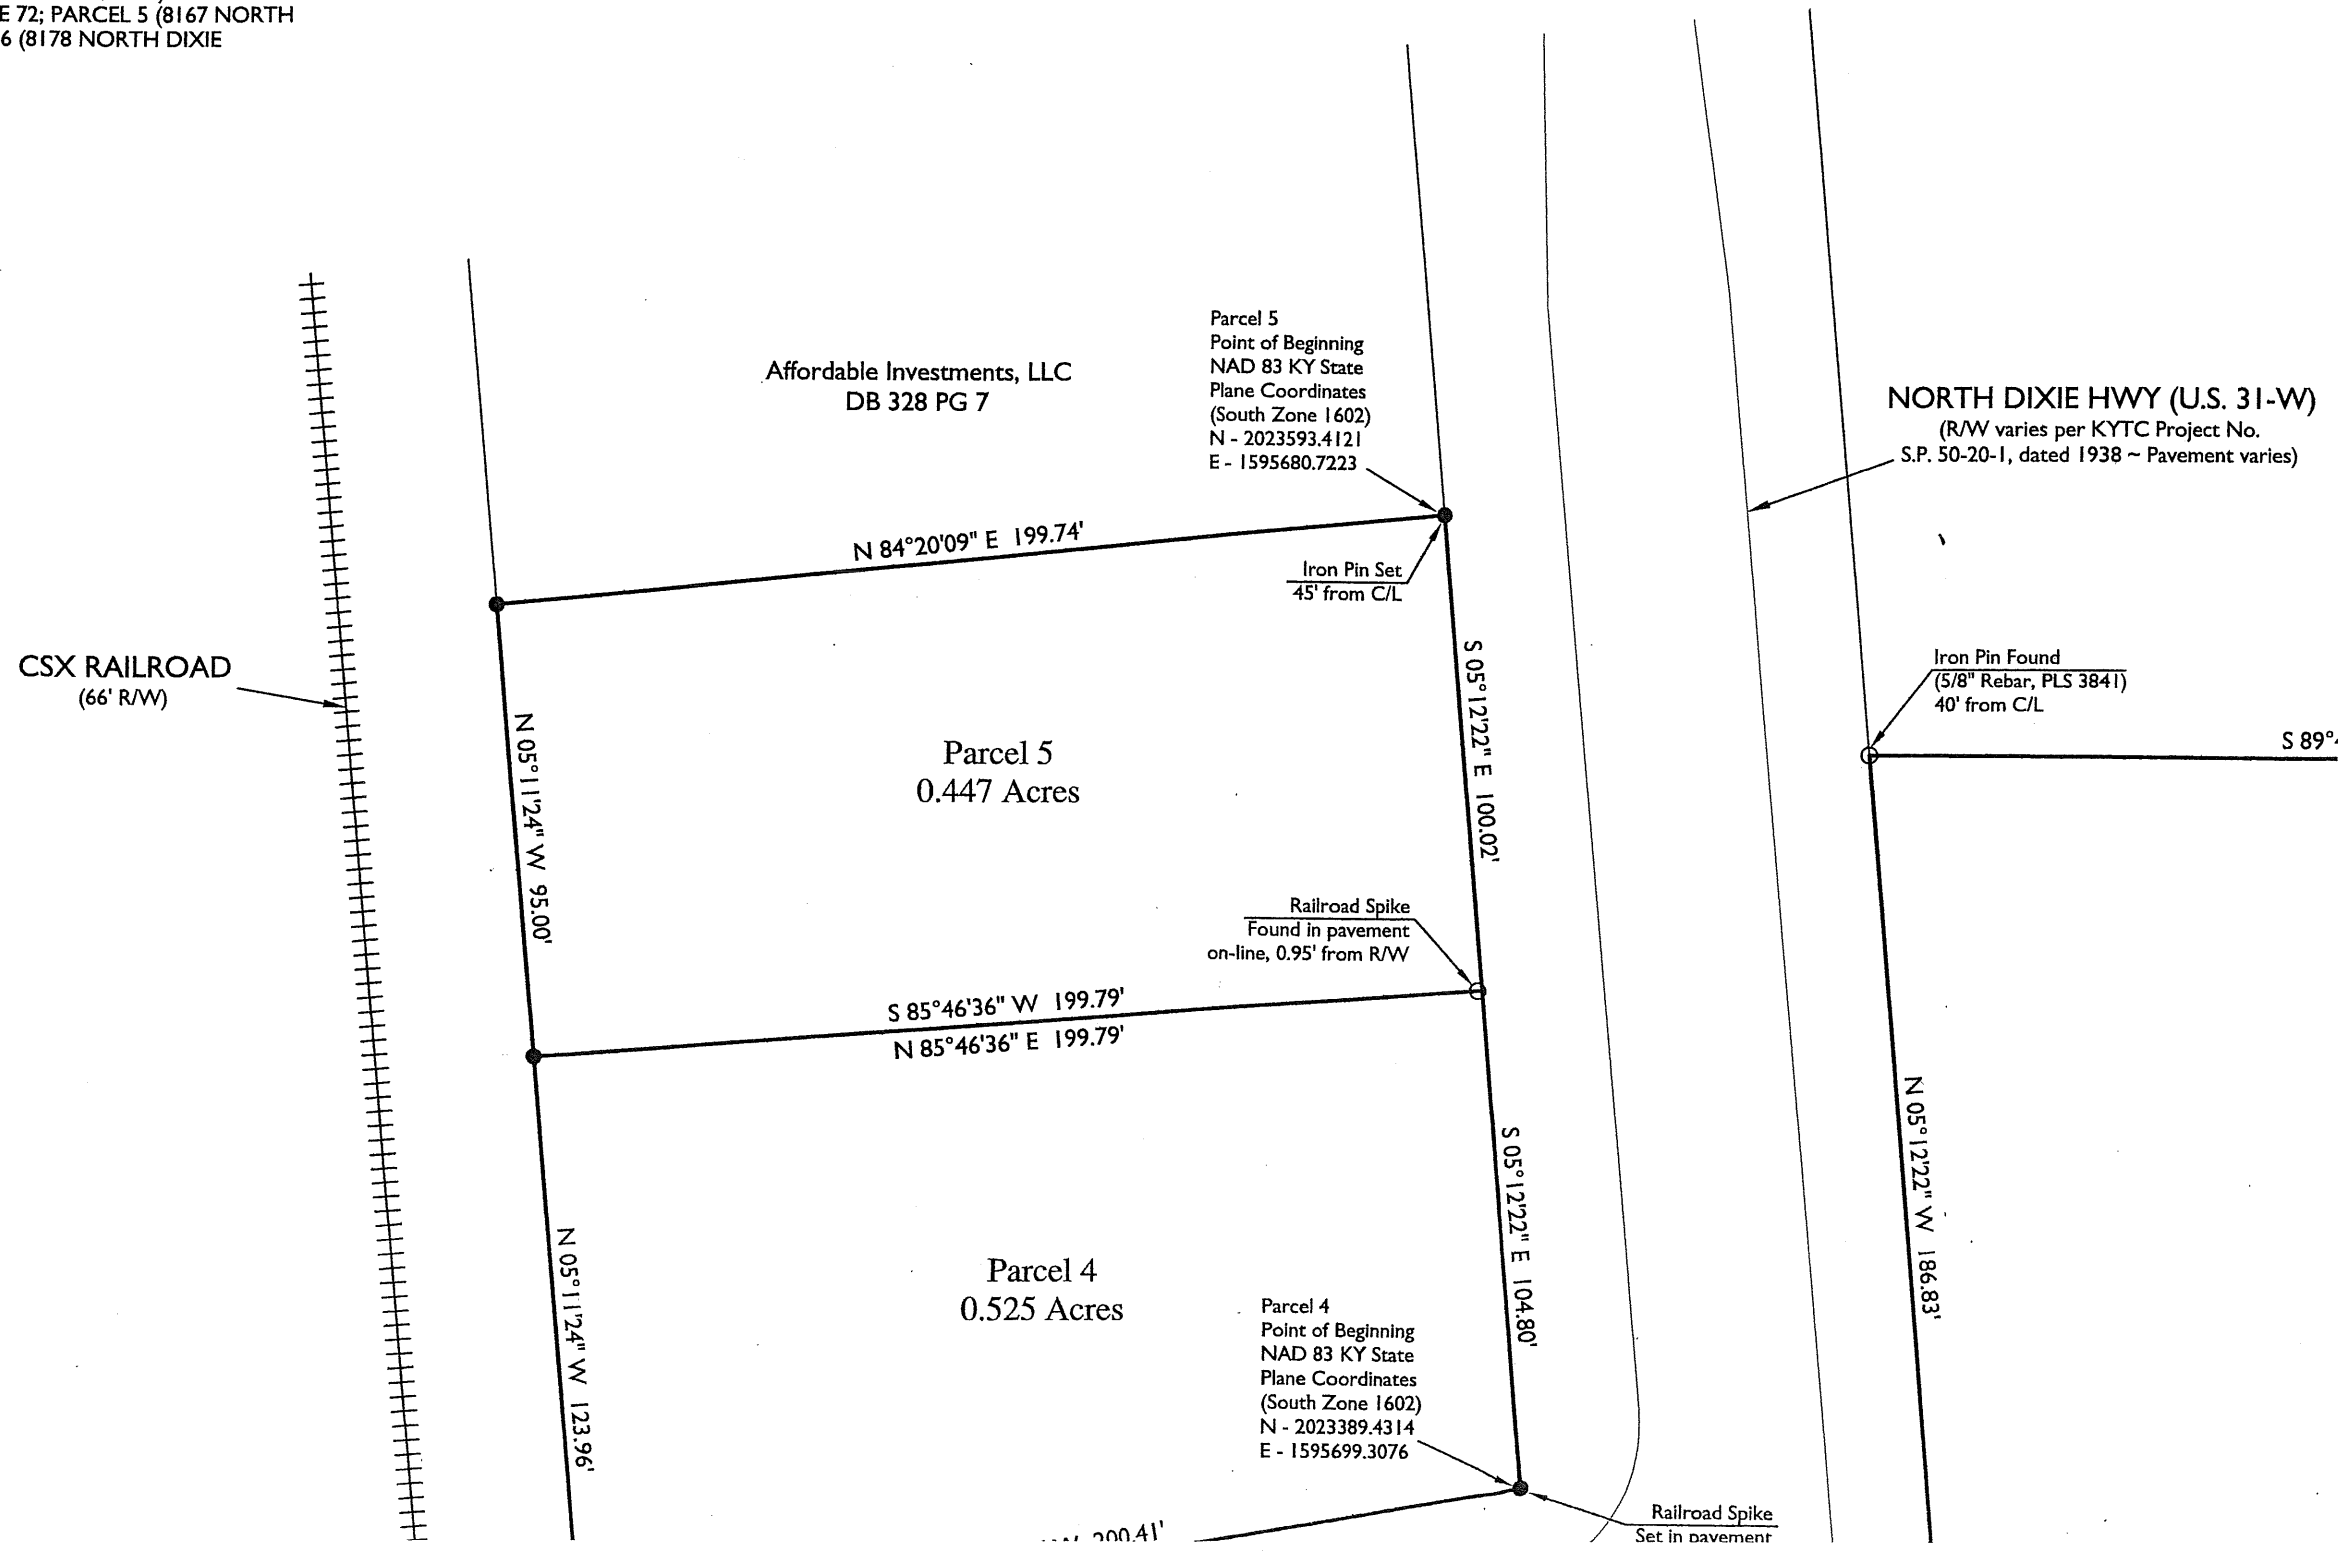 E 72; PARCEL 5 (8167 NORTH
6 (8178 NORTH DIXIE
Parcel 5
Point of Beginning
NAD 83 KY State
Plane Coordinates
(South Zone 1602)
N - 2023593.4121
E - 1595680.7223
Affordable Investments, LLC
DB 328 PG 7
NORTH DIXIE HWY (U.S. 31-W)
(R/W varies per KYTC Project No.
S.P. 50-20-1, dated 1938 ~ Pavement varies)
N 84°20'09" E 199.74'
Iron Pin Set
45' from C/L
CSX RAILROAD
(66' R/W)
Iron Pin Found
(5/8" Rebar, PLS 3841)
40' from C/L
S 89°
N 05°11'24" W 95.00'
Parcel 5
0.447 Acres
S 05°12'22" E 100.02'
Railroad Spike
Found in pavement
on-line, 0.95' from R/W
S 85°46'36" W 199.79'
N 85°46'36" E 199.79'
N 05°12'22" W 186.83'
S 05°12'22" E 104.80'
N 05°11'24" W 123.96'
Parcel 4
0.525 Acres
Parcel 4
Point of Beginning
NAD 83 KY State
Plane Coordinates
(South Zone 1602)
N - 2023389.4314
E - 1595699.3076
Railroad Spike
Set in pavement
200.41'